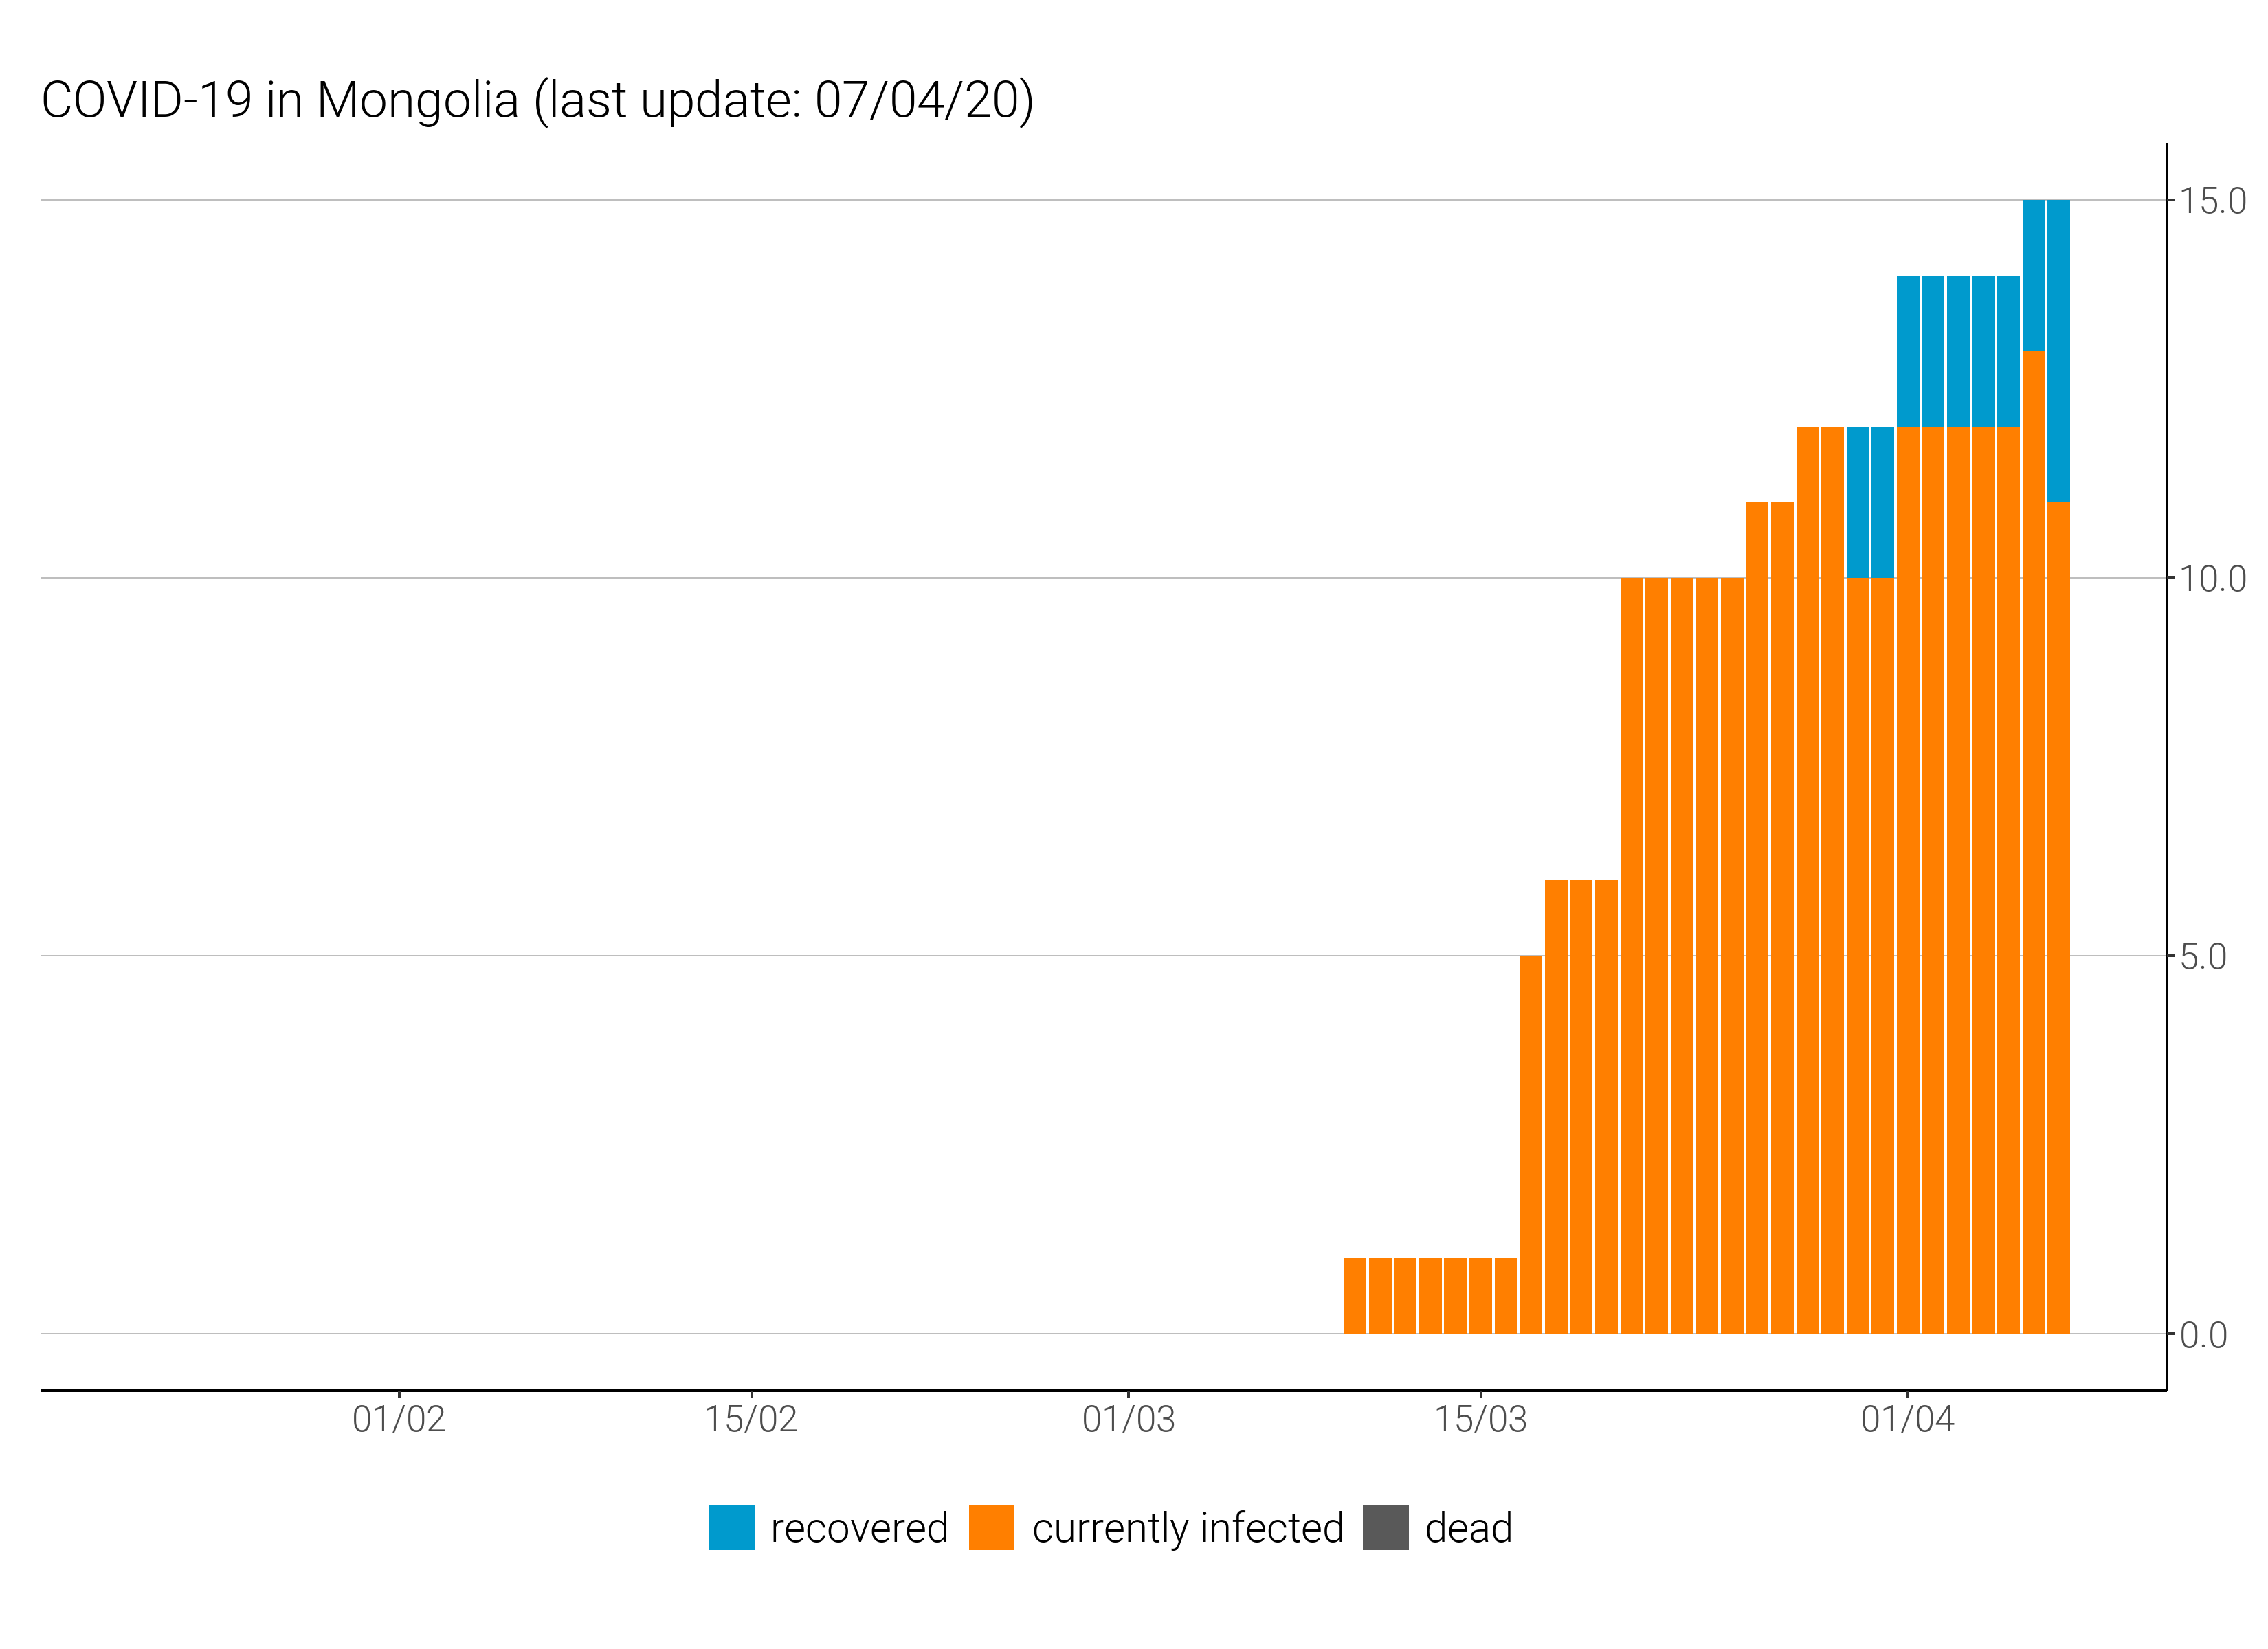 COVID-19 in Mongolia (last update: 07/04/20)
15.0
10.0
5.0
0.0
01/02 15/02 01/03 15/03 01/04
recovered currently infected dead